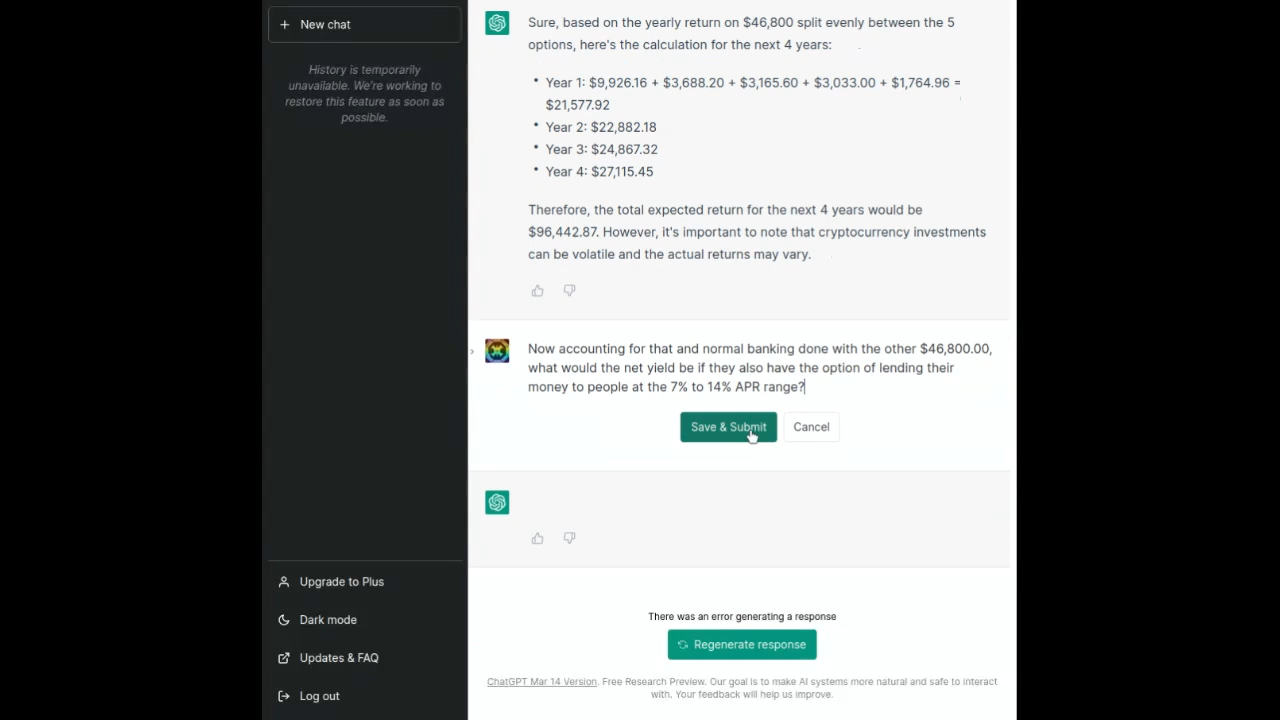 New chat
History is temporarily
unavailable. We're working to
restore this feature as soon as
possible.
Upgrade to Plus
Dark mode
Updates & FAQ
Log out
Sure, based on the yearly return on $46,800 split evenly between the 5
options, here's the calculation for the next 4 years:
• Year 1: $9,926.16 + $3,688.20 + $3,165.60 + $3,033.00 + $1,764.96 =
$21,577.92
• Year 2: $22,882.18
• Year 3: $24,867.32
• Year 4: $27,115.45
Therefore, the total expected return for the next 4 years would be
$96,442.87. However, it's important to note that cryptocurrency investments
can be volatile and the actual returns may vary.
Now accounting for that and normal banking done with the other $46,800.00,
what would the net yield be if they also have the option of lending their
money to people at the 7% to 14% APR range?
Save & Submit
Cancel
There was an error generating a response
Regenerate response
ChatGPT Mar 14 Version. Free Research Preview. Our goal is to make AI systems more natural and safe to interact
with. Your feedback will help us improve.